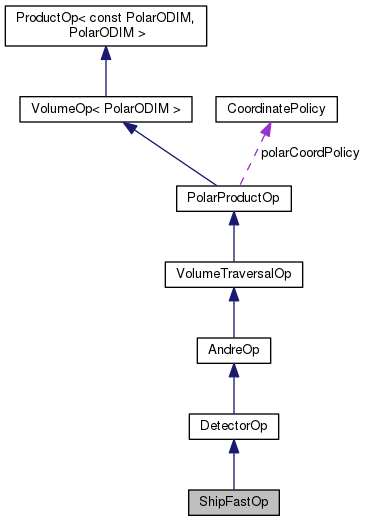 ProductOp< const PolarODIM,
PolarODIM >
VolumeOp< PolarODIM >
CoordinatePolicy
polarCoordPolicy
PolarProductOp
VolumeTraversalOp
AndreOp
DetectorOp
ShipFastOp